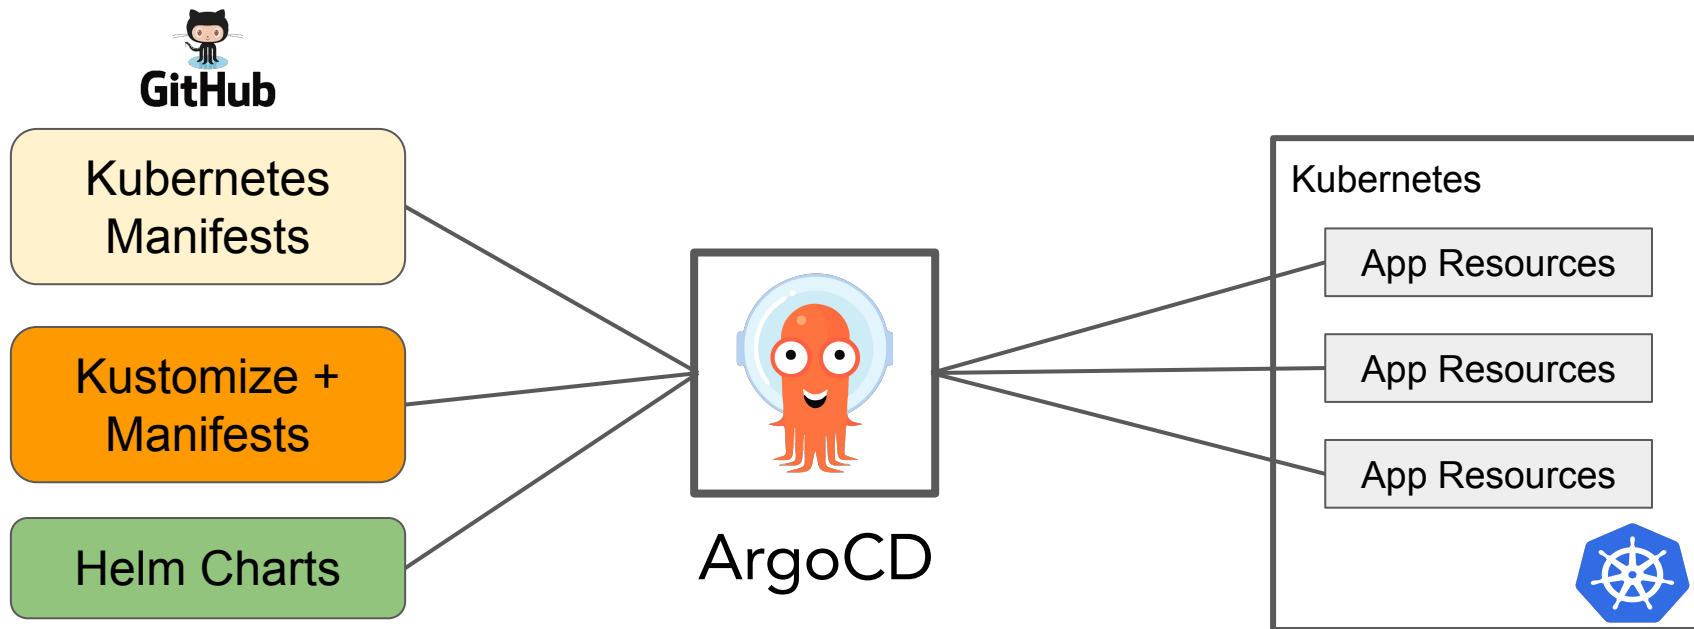 GitHub
Kubernetes
Manifests
Kustomize +
Manifests
Helm Charts
ArgoCD
Kubernetes
App Resources
App Resources
App Resources